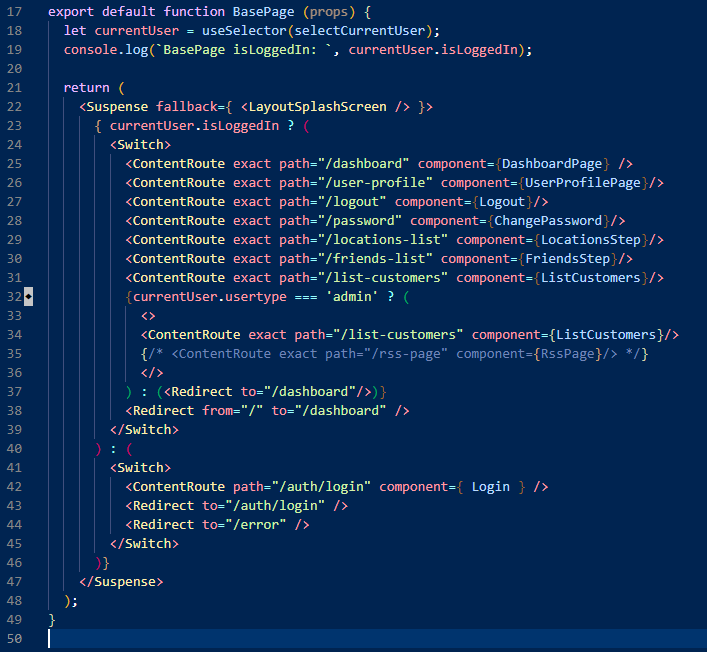 17 export default function BasePage (props) {
18   let currentUser = useSelector(selectCurrentUser);
19   console.log(`BasePage isLoggedIn: `, currentUser.isLoggedIn);
20
21   return (
22     <Suspense fallback={ <LayoutSplashScreen /> }>
23       { currentUser.isLoggedIn ? (
24         <Switch>
25           <ContentRoute exact path="/dashboard" component={DashboardPage} />
26           <ContentRoute exact path="/user-profile" component={UserProfilePage}/>
27           <ContentRoute exact path="/logout" component={Logout}/>
28           <ContentRoute exact path="/password" component={ChangePassword}/>
29           <ContentRoute exact path="/locations-list" component={LocationsStep}/>
30           <ContentRoute exact path="/friends-list" component={FriendsStep}/>
31           <ContentRoute exact path="/list-customers" component={ListCustomers}/>
32           {currentUser.usertype === 'admin' ? (
33             <>
34             <ContentRoute exact path="/list-customers" component={ListCustomers}/>
35             {/* <ContentRoute exact path="/rss-page" component={RssPage}/> */}
36             </>
37           ) : (<Redirect to="/dashboard"/>)}
38           <Redirect from="/" to="/dashboard" />
39         </Switch>
40       ) : (
41         <Switch>
42           <ContentRoute path="/auth/login" component={ Login } />
43           <Redirect to="/auth/login" />
44           <Redirect to="/error" />
45         </Switch>
46       )}
47     </Suspense>
48   );
49 }
50